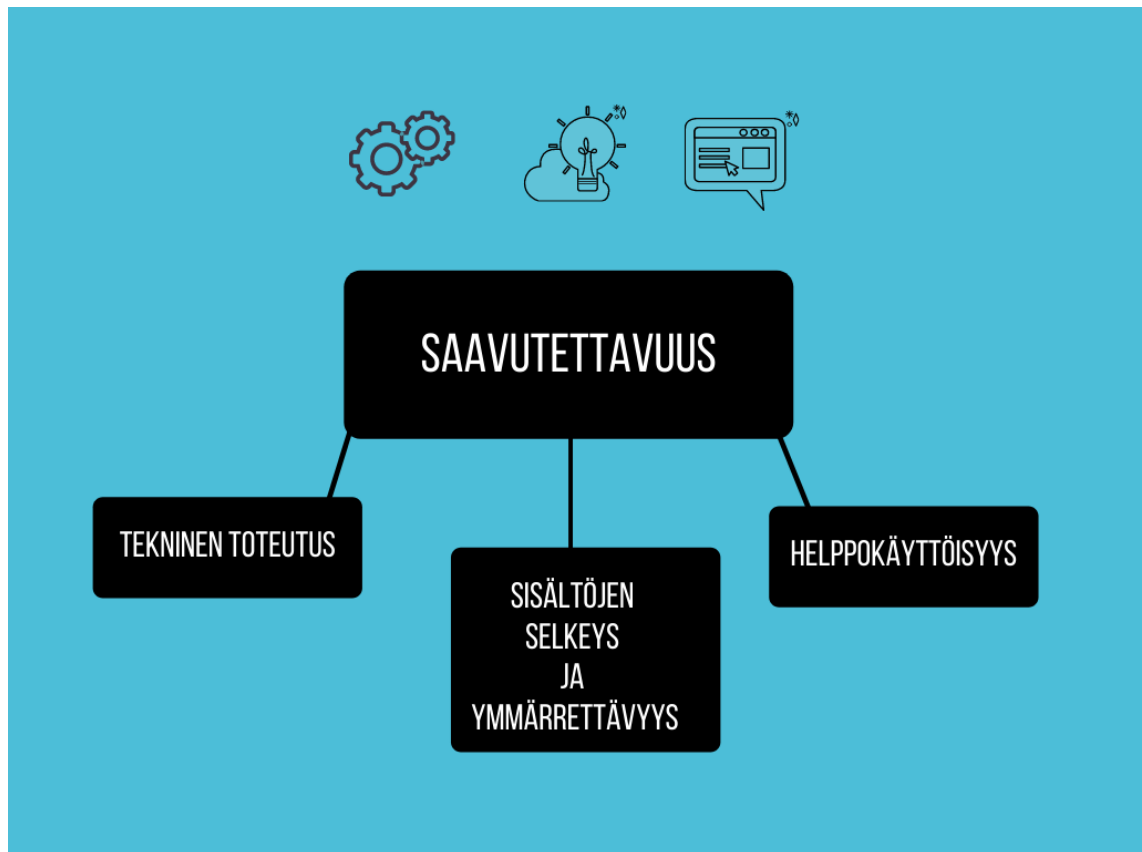 SAAVUTETTAVUUS
TEKNINEN TOTEUTUS
SISÄLTÖJEN
SELKEYS
JA
YMMÄRRETTÄVYYS
HELPPOKÄYTTÖISYYS